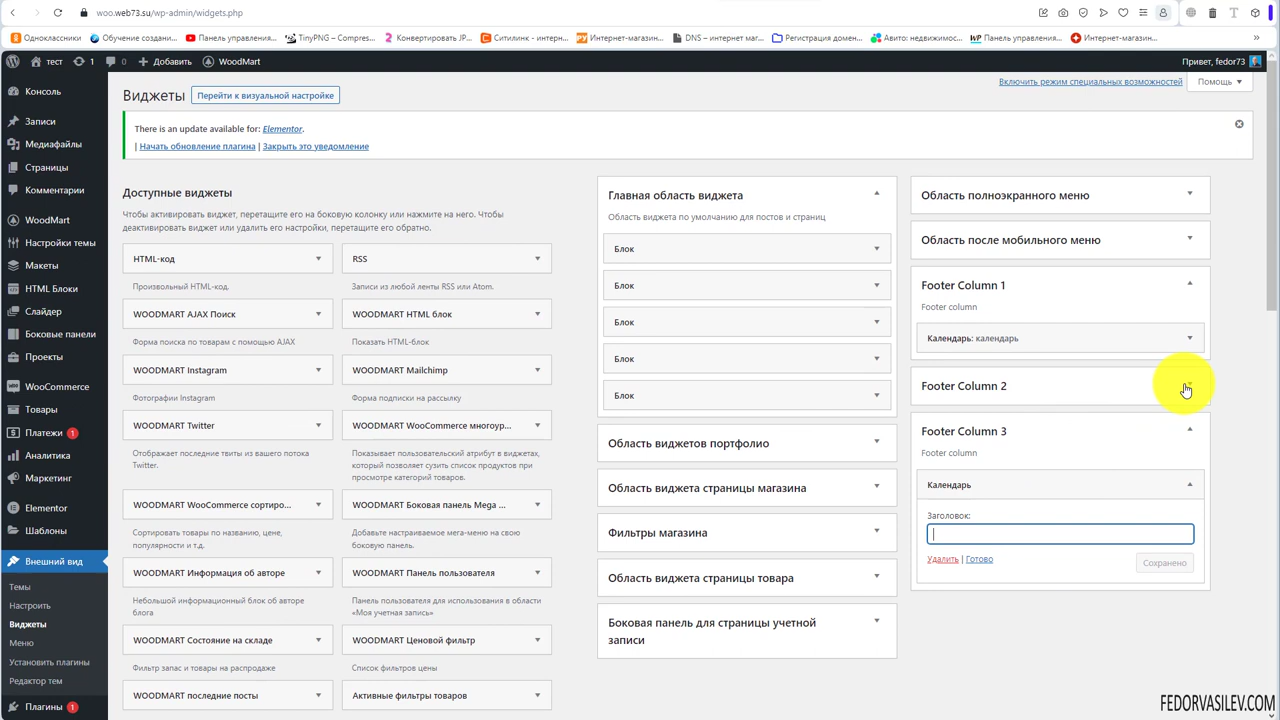 woo.web73.su/wp-admin/widgets.php
Одноклассники
Обучение создани...
Панель управления...
TinyPNG – Compres...
Конвертировать JP...
Ситилинк - интерн...
Интернет-магазин...
DNS – интернет маг...
Регистрация домен...
Авито: недвижимос...
Панель управления...
Интернет-магазин...
тест
1
0
Добавить
WoodMart
Привет, fedor73
Включить режим специальных возможностей
Помощь
Консоль
Записи
Медиафайлы
Страницы
Комментарии
WoodMart
Настройки темы
Макеты
HTML Блоки
Слайдер
Боковые панели
Проекты
WooCommerce
Товары
Платежи 1
Аналитика
Маркетинг
Elementor
Шаблоны
Внешний вид
Темы
Настроить
Виджеты
Меню
Установить плагины
Редактор тем
Плагины 1
Виджеты
Перейти к визуальной настройке
There is an update available for: Elementor.
| Начать обновление плагина | Закрыть это уведомление
Доступные виджеты
Чтобы активировать виджет, перетащите его на боковую колонку или нажмите на него. Чтобы
деактивировать виджет или удалить его настройки, перетащите его обратно.
HTML-код
Произвольный HTML-код.
RSS
Записи из любой ленты RSS или Atom.
WOODMART AJAX Поиск
Форма поиска по товарам с помощью AJAX
WOODMART HTML блок
Показать HTML-блок
WOODMART Instagram
Фотографии Instagram
WOODMART Mailchimp
Форма подписки на рассылку
WOODMART Twitter
Отображает последние твиты из вашего потока
Twitter.
WOODMART WooCommerce многоур...
Показывает пользовательский атрибут в виджетах,
который позволяет сузить список продуктов при
просмотре категорий товаров.
WOODMART WooCommerce сортиро...
Сортировать товары по названию, цене,
популярности и т.д.
WOODMART Боковая панель Mega ...
Добавьте настраиваемое мега-меню на свою
боковую панель.
WOODMART Информация об авторе
Небольшой информационный блок об авторе
блога
WOODMART Панель пользователя
Панель пользователя для использования в области
«Моя учетная запись»
WOODMART Состояние на складе
Фильтр запас и товары на распродаже
WOODMART Ценовой фильтр
Список фильтров цены
WOODMART последние посты
Активные фильтры товаров
Главная область виджета
Область виджета по умолчанию для постов и страниц
Блок
Блок
Блок
Блок
Блок
Область виджетов портфолио
Область виджета страницы магазина
Фильтры магазина
Область виджета страницы товара
Боковая панель для страницы учетной
записи
Область полноэкранного меню
Область после мобильного меню
Footer Column 1
Footer column
Календарь: календарь
Footer Column 2
Footer Column 3
Footer column
Календарь
Заголовок:
Удалить | Готово
Сохранено
FEDORVASILEV.COM